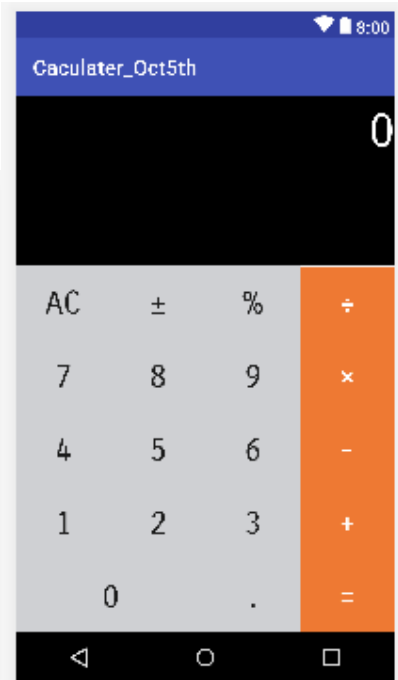 8:00
Caculater_Oct5th
0
AC ± % ÷
7 8 9 ×
4 5 6 -
1 2 3 +
0 . =